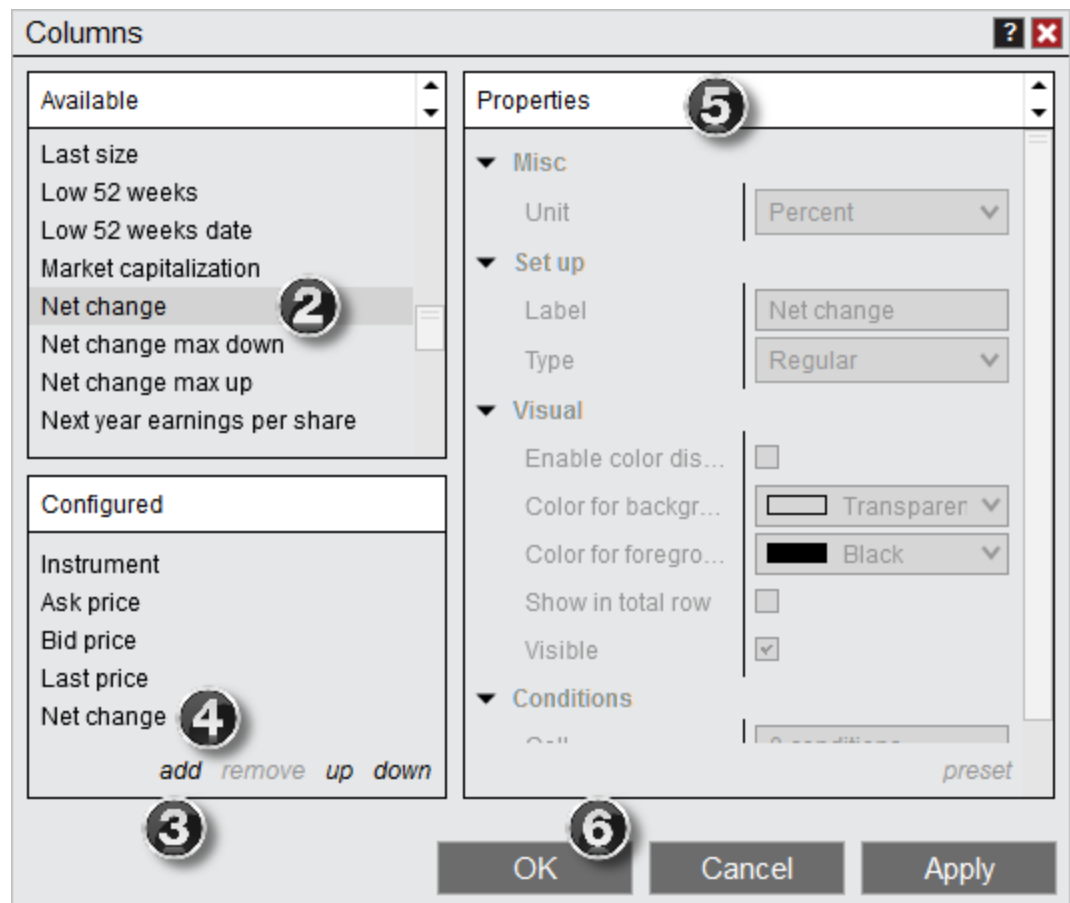 Columns
?
Available
Last size
Low 52 weeks
Low 52 weeks date
Market capitalization
Net change
2
Net change max down
Net change max up
Next year earnings per share
Configured
Instrument
Ask price
Bid price
Last price
Net change
4
add remove up down
3
Properties
5
Misc
Unit Percent
Set up
Label Net change
Type Regular
Visual
Enable color dis...
Color for backgr... Transparen
Color for foregro... Black
Show in total row
Visible
Conditions
preset
6
OK Cancel Apply